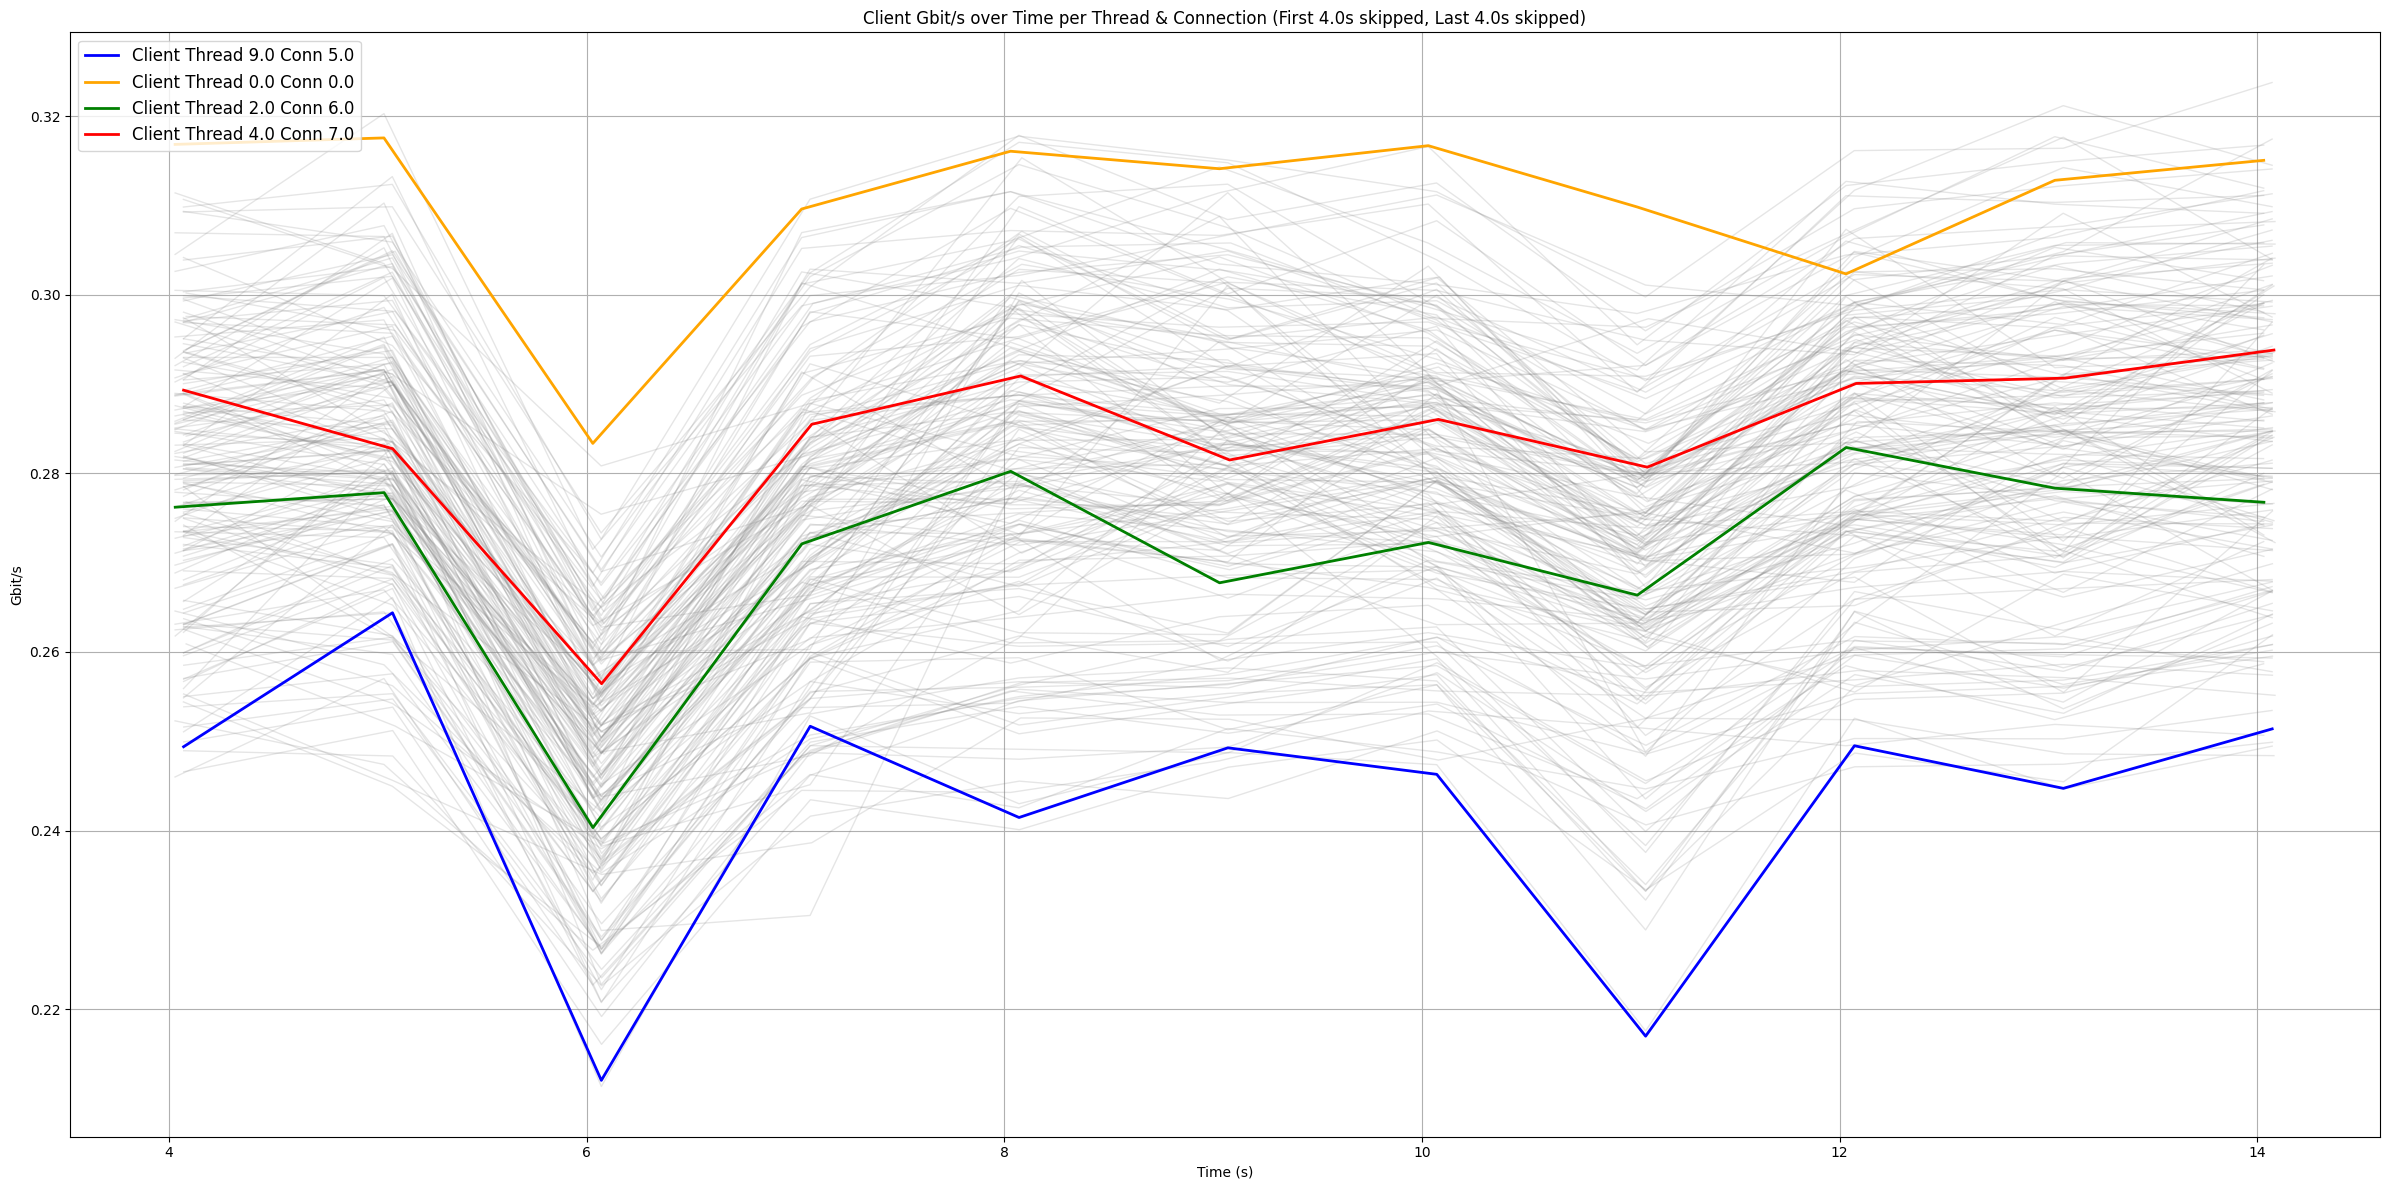 Client Gbit/s over Time per Thread & Connection (First 4.0s skipped, Last 4.0s skipped)
Client Thread 9.0 Conn 5.0
Client Thread 0.0 Conn 0.0
Client Thread 2.0 Conn 6.0
Client Thread 4.0 Conn 7.0
0.32
0.30
0.28
0.26
0.24
0.22
Gbit/s
4
6
8
10
12
14
Time (s)